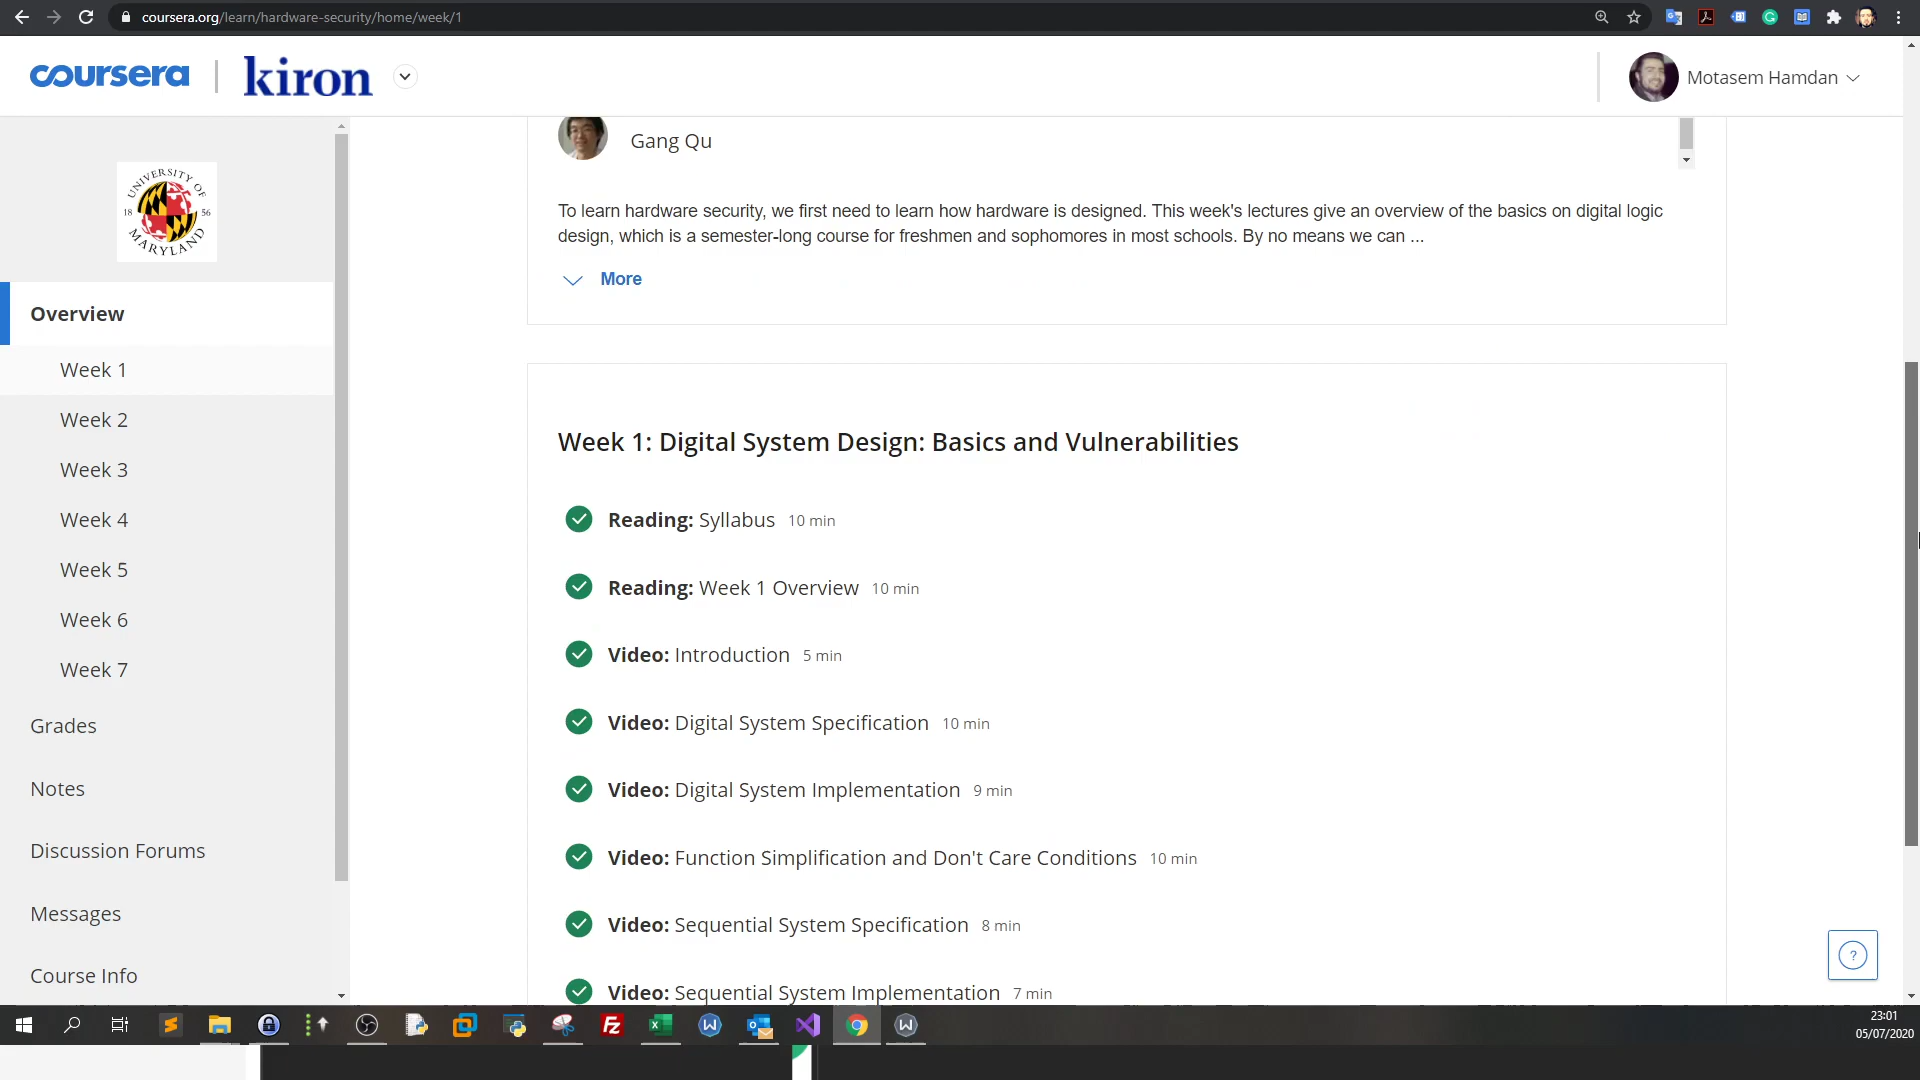 coursera.org/learn/hardware-security/home/week/1
coursera | kiron
Motasem Hamdan
UNIVERSITY OF
18 56
MARYLAND
Overview
Week 1
Week 2
Week 3
Week 4
Week 5
Week 6
Week 7
Grades
Notes
Discussion Forums
Messages
Course Info
Gang Qu
To learn hardware security, we first need to learn how hardware is designed. This week's lectures give an overview of the basics on digital logic
design, which is a semester-long course for freshmen and sophomores in most schools. By no means we can ...
More
Week 1: Digital System Design: Basics and Vulnerabilities
Reading: Syllabus 10 min
Reading: Week 1 Overview 10 min
Video: Introduction 5 min
Video: Digital System Specification 10 min
Video: Digital System Implementation 9 min
Video: Function Simplification and Don't Care Conditions 10 min
Video: Sequential System Specification 8 min
Video: Sequential System Implementation 7 min
?
23:01
05/07/2020